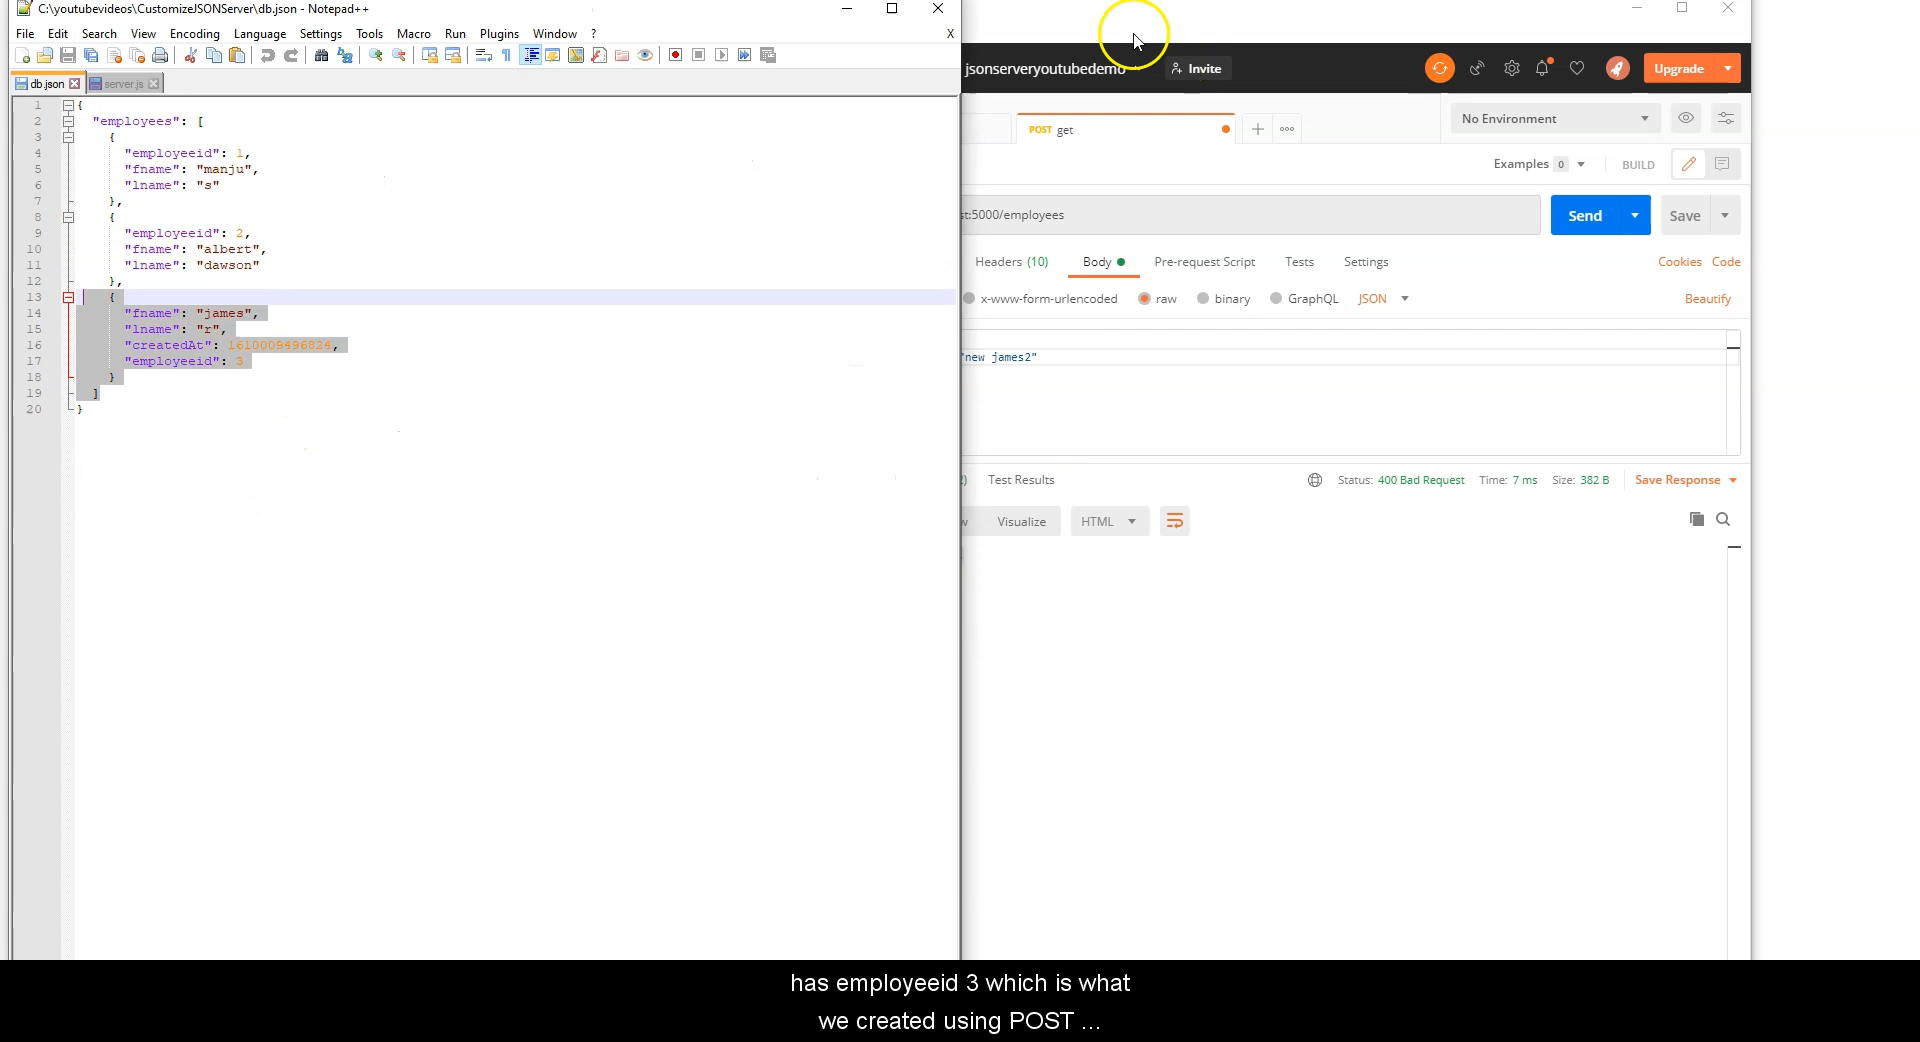 C:\youtubevideos\CustomizeJSONServer\db.json - Notepad++
File Edit Search View Encoding Language Settings Tools Macro Run Plugins Window ? X
db.json server.js
1 {
2 "employees": [
3 {
4 "employeeid": 1,
5 "fname": "manju",
6 "lname": "s"
7 },
8 {
9 "employeeid": 2,
10 "fname": "albert",
11 "lname": "dawson"
12 },
13 {
14 "fname": "james",
15 "lname": "r",
16 "createdAt": 1610009496824,
17 "employeeid": 3
18 }
19 ]
20 }
jsonserveryoutubedemo Invite Upgrade
POST get No Environment
Examples 0 BUILD
st:5000/employees Send Save
Headers (10) Body Pre-request Script Tests Settings Cookies Code
x-www-form-urlencoded raw binary GraphQL JSON Beautify
"new james2"
Test Results Status: 400 Bad Request Time: 7 ms Size: 382 B Save Response
w Visualize HTML
has employeeid 3 which is what
we created using POST ...